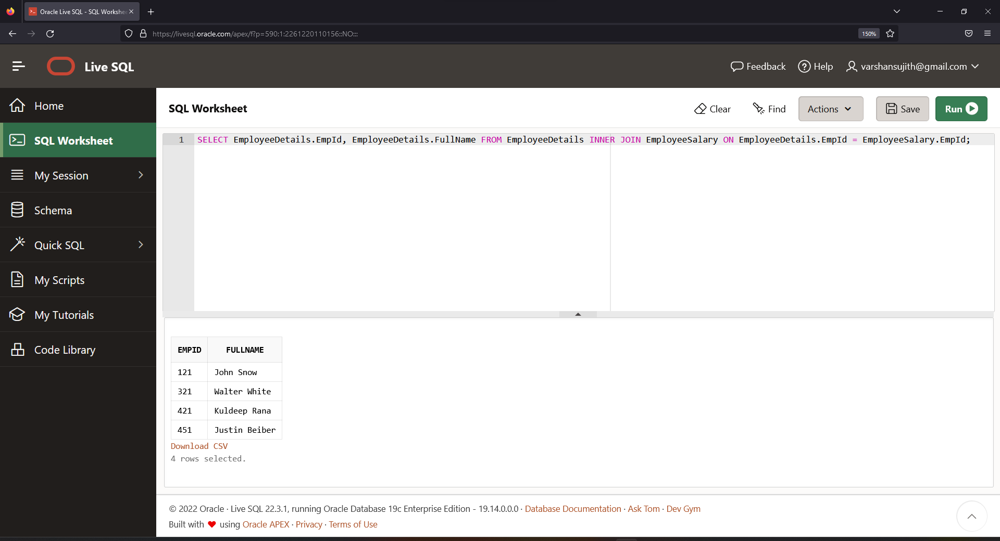 Oracle Live SQL - SQL Workshe
https://livesql.oracle.com/apex/f?p=590:1:2261220110156::NO:::
150%
Live SQL
Feedback
Help
varshansujith@gmail.com
Home
SQL Worksheet
My Session
Schema
Quick SQL
My Scripts
My Tutorials
Code Library
SQL Worksheet
Clear
Find
Actions
Save
Run
1 SELECT EmployeeDetails.EmpId, EmployeeDetails.FullName FROM EmployeeDetails INNER JOIN EmployeeSalary ON EmployeeDetails.EmpId = EmployeeSalary.EmpId;
EMPID FULLNAME
121 John Snow
321 Walter White
421 Kuldeep Rana
451 Justin Beiber
Download CSV
4 rows selected.
© 2022 Oracle · Live SQL 22.3.1, running Oracle Database 19c Enterprise Edition - 19.14.0.0.0 · Database Documentation · Ask Tom · Dev Gym
Built with ❤ using Oracle APEX · Privacy · Terms of Use